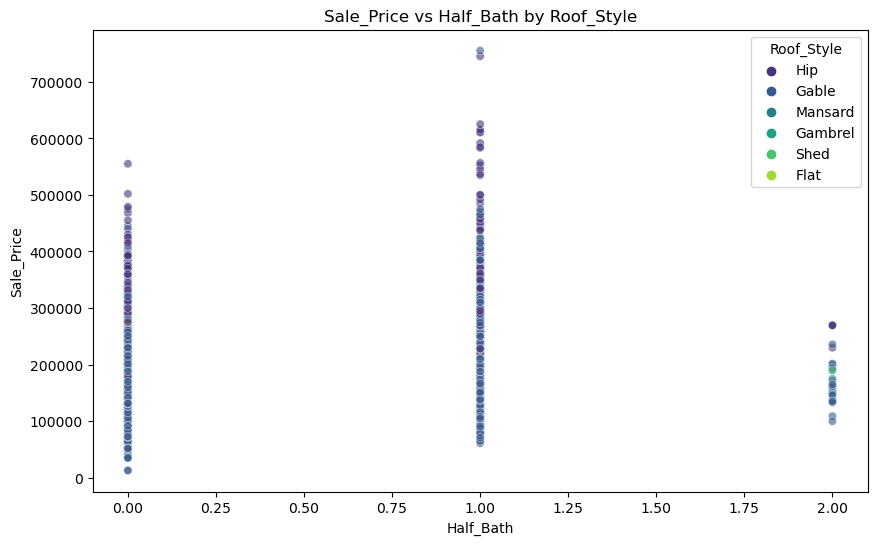 Sale_Price vs Half_Bath by Roof_Style
Roof_Style
Hip
Gable
Mansard
Gambrel
Shed
Flat
700000
600000
500000
400000
300000
200000
100000
0
Sale_Price
0.00 0.25 0.50 0.75 1.00 1.25 1.50 1.75 2.00
Half_Bath